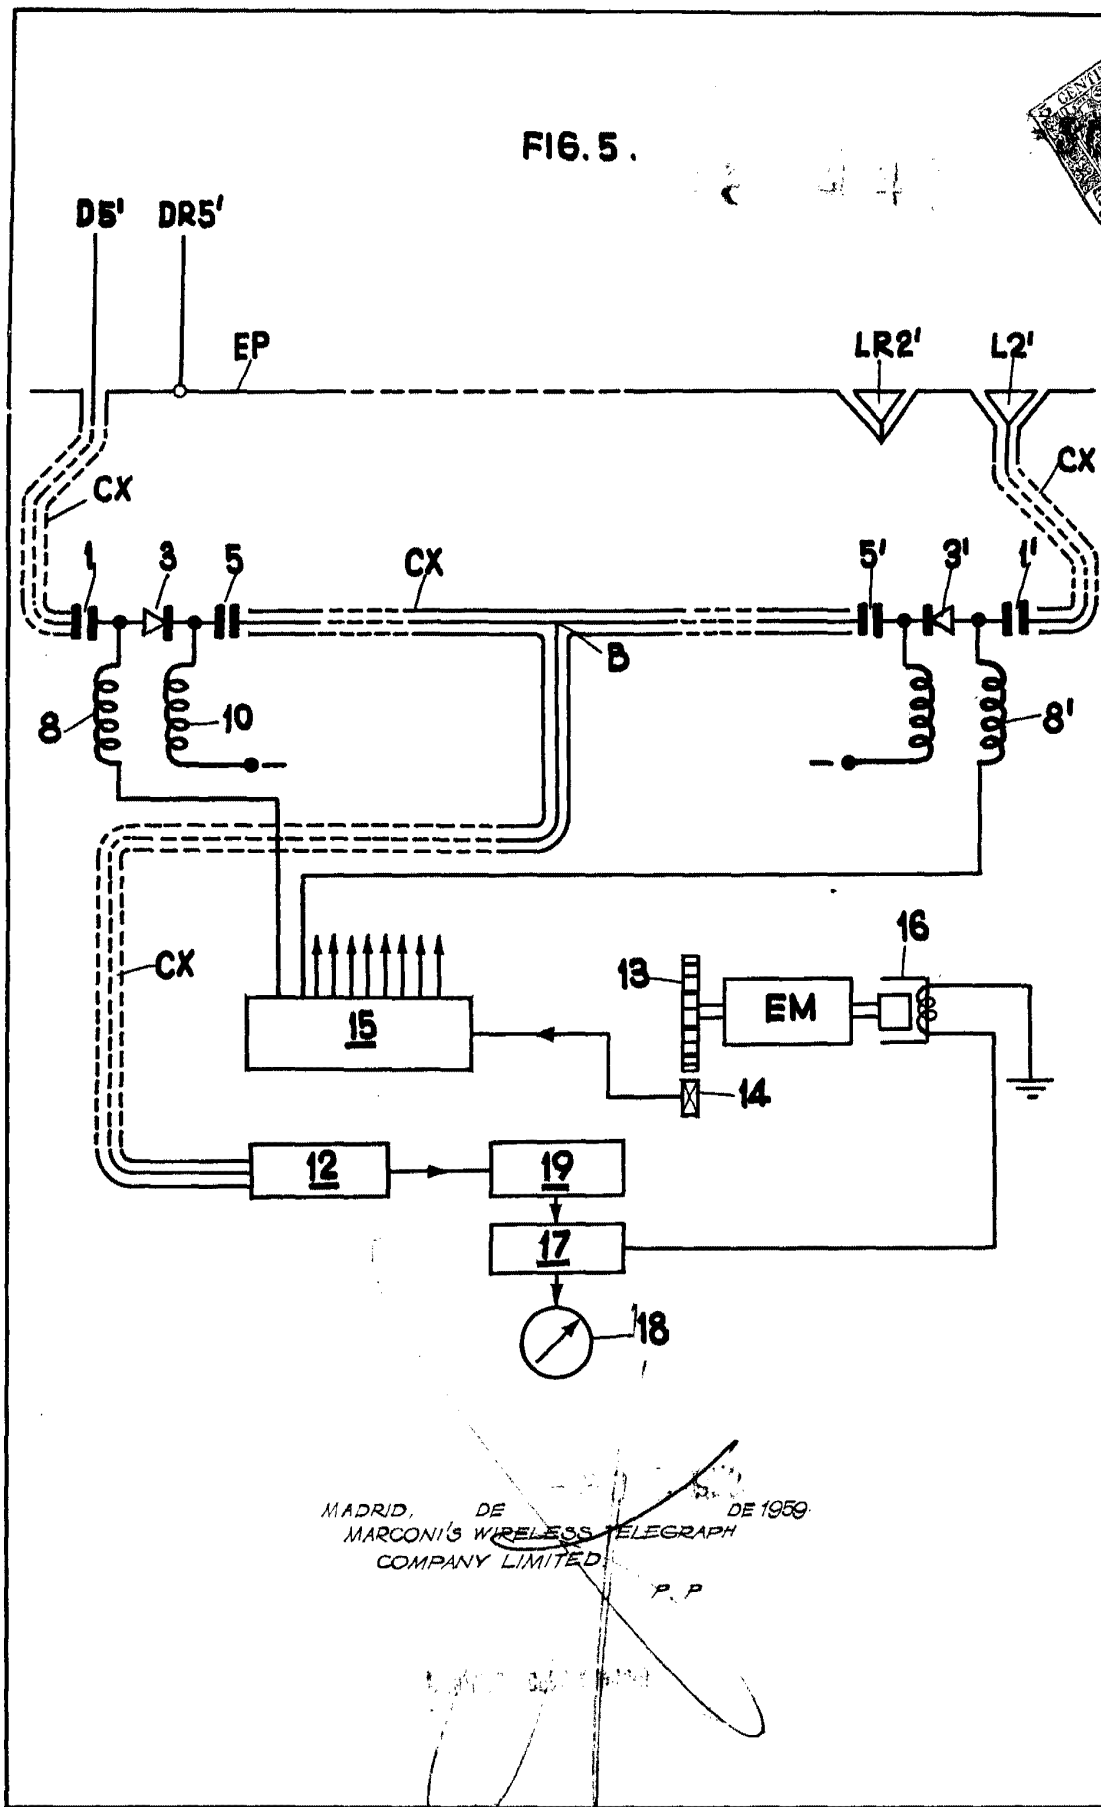 FIG. 5.
D5' DR5'
EP LR2' L2'
CX CX
1 3 5 CX 5' 3' 1'
B
8 10 8'
CX 13 16
EM
15
14
12 19
17
18
MADRID, DE DE 1959
MARCONI'S WIRELESS TELEGRAPH
COMPANY LIMITED.
P. P